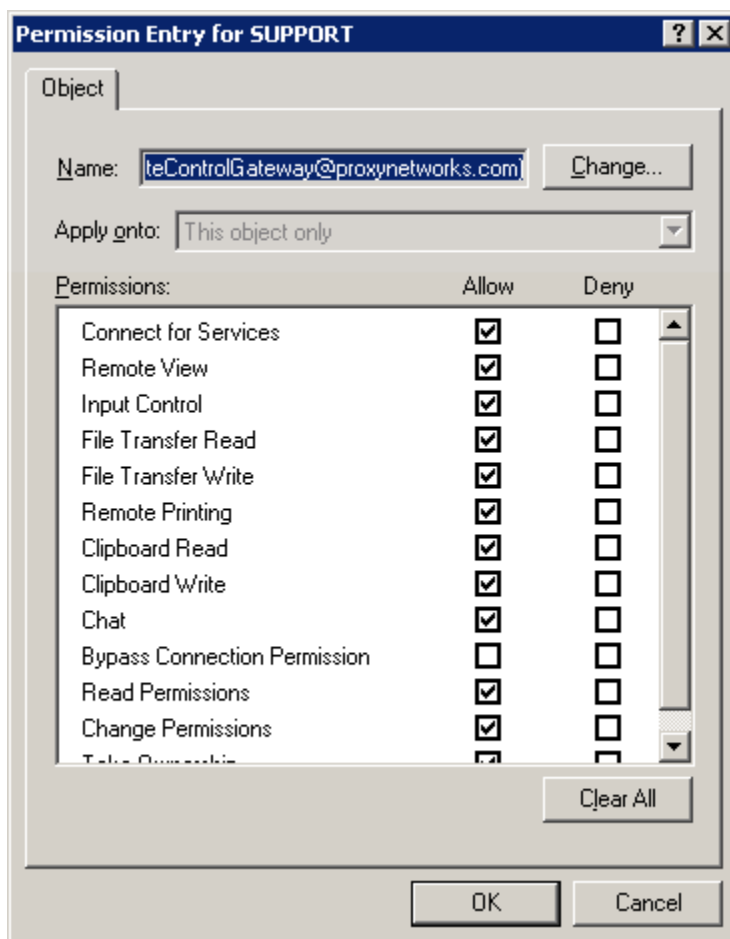 Permission Entry for SUPPORT
Object
Name: teControlGateway@proxynetworks.com) Change...
Apply onto: This object only
Permissions: Allow Deny
Connect for Services
Remote View
Input Control
File Transfer Read
File Transfer Write
Remote Printing
Clipboard Read
Clipboard Write
Chat
Bypass Connection Permission
Read Permissions
Change Permissions
Take Ownership
Clear All
OK Cancel